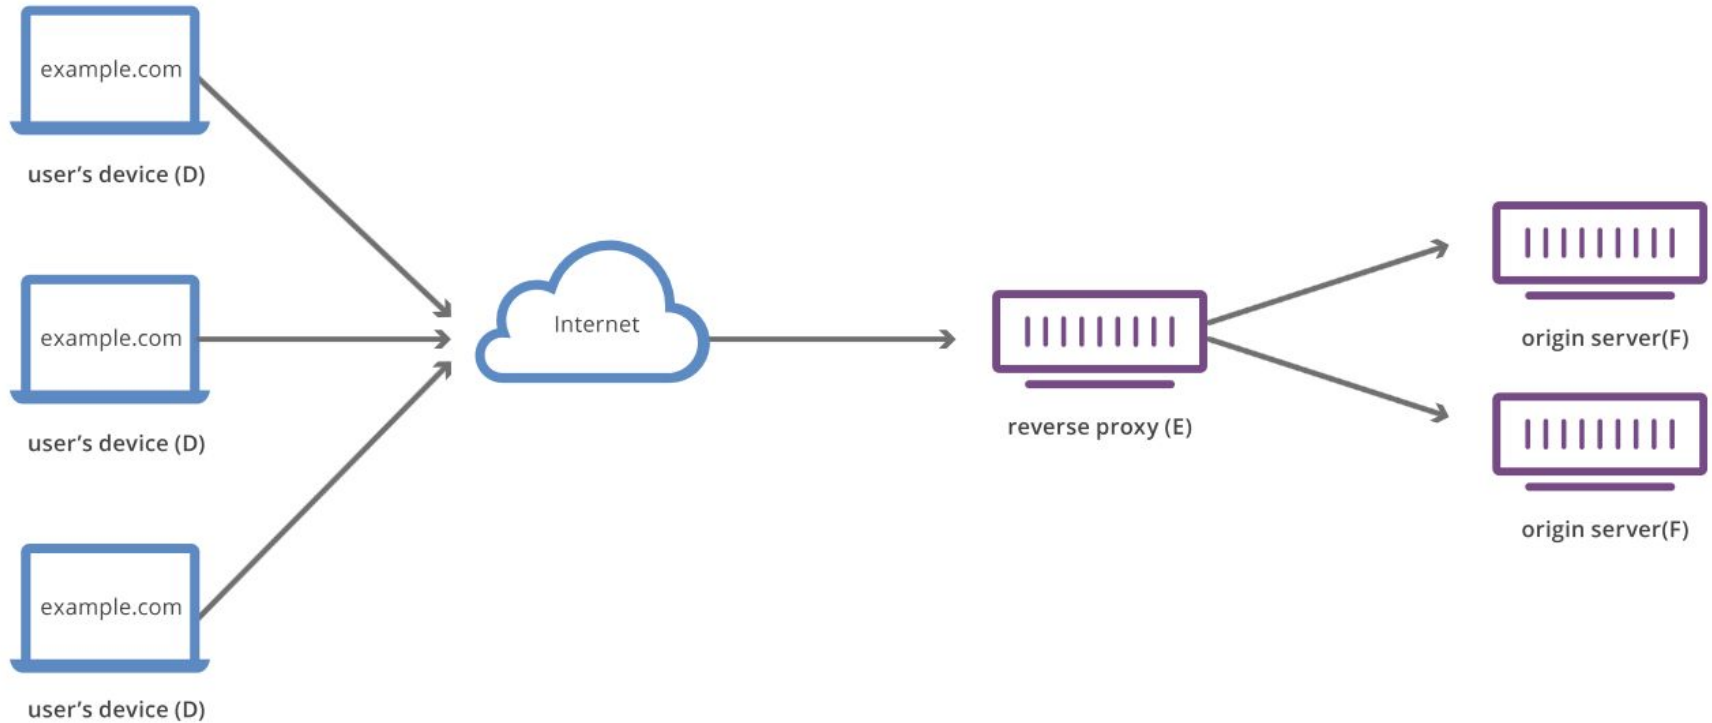 example.com
user's device (D)
example.com
user's device (D)
example.com
user's device (D)
Internet
reverse proxy (E)
origin server(F)
origin server(F)